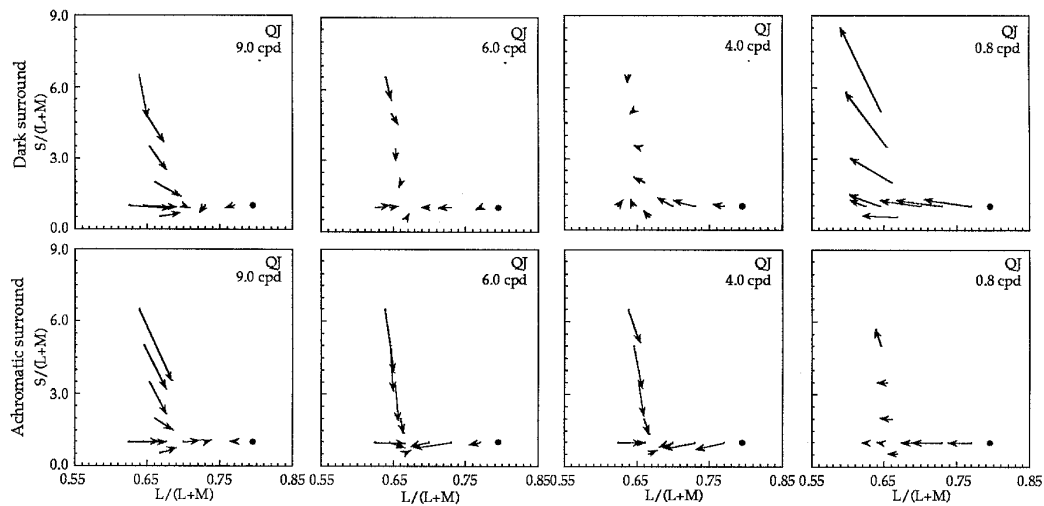 9.0
QJ
9.0 cpd
QJ
6.0 cpd
QJ
4.0 cpd
QJ
0.8 cpd
Dark surround
S/(L+M)
6.0
3.0
0.0
9.0
QJ
9.0 cpd
QJ
6.0 cpd
QJ
4.0 cpd
QJ
0.8 cpd
Achromatic surround
S/(L+M)
6.0
3.0
0.0
0.55 0.65 0.75 0.85
L/(L+M)
0.55 0.65 0.75 0.85
L/(L+M)
0.55 0.65 0.75 0.85
L/(L+M)
0.55 0.65 0.75 0.85
L/(L+M)